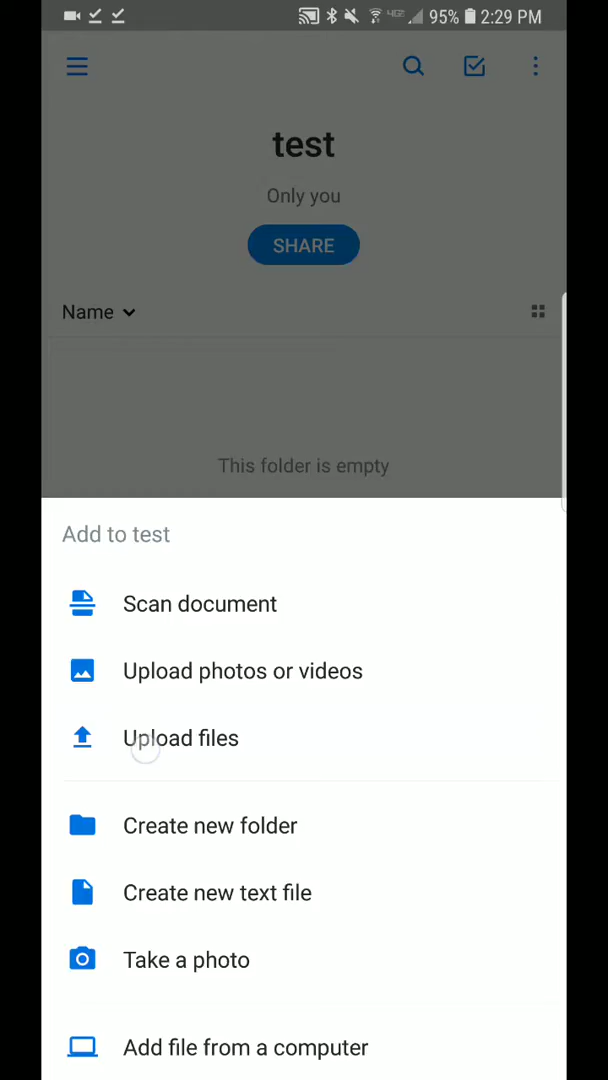 95% 2:29 PM
test
Only you
SHARE
Name
This folder is empty
Add to test
Scan document
Upload photos or videos
Upload files
Create new folder
Create new text file
Take a photo
Add file from a computer